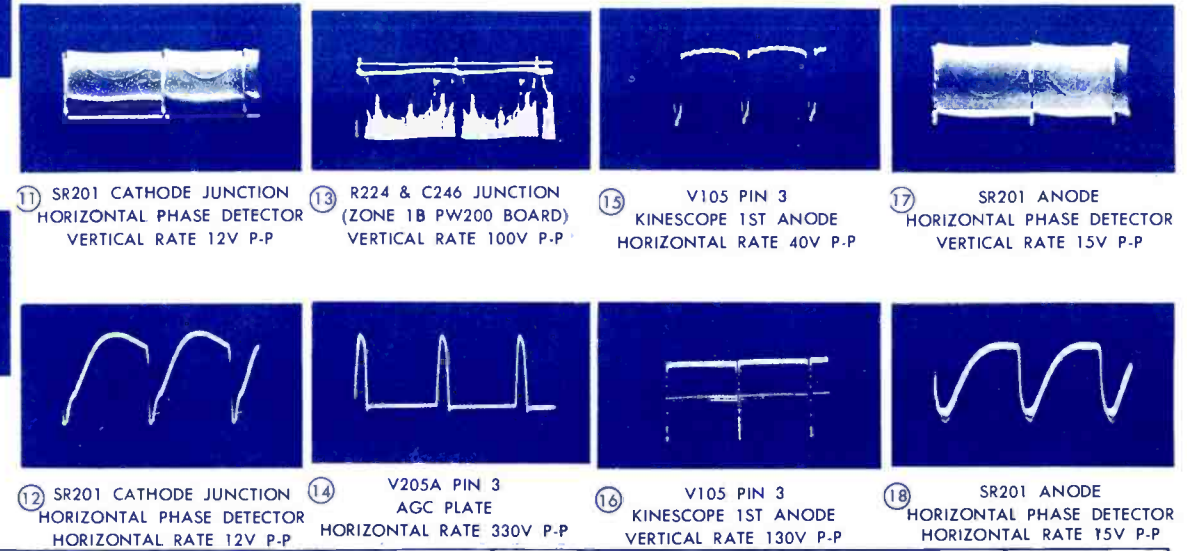 11 SR201 CATHODE JUNCTION
HORIZONTAL PHASE DETECTOR
VERTICAL RATE 12V P-P
13 R224 & C246 JUNCTION
(ZONE 1B PW200 BOARD)
VERTICAL RATE 100V P-P
15 V105 PIN 3
KINESCOPE 1ST ANODE
HORIZONTAL RATE 40V P-P
17 SR201 ANODE
HORIZONTAL PHASE DETECTOR
VERTICAL RATE 15V P-P
12 SR201 CATHODE JUNCTION
HORIZONTAL PHASE DETECTOR
HORIZONTAL RATE 12V P-P
14 V205A PIN 3
AGC PLATE
HORIZONTAL RATE 330V P-P
16 V105 PIN 3
KINESCOPE 1ST ANODE
VERTICAL RATE 130V P-P
18 SR201 ANODE
HORIZONTAL PHASE DETECTOR
HORIZONTAL RATE 15V P-P